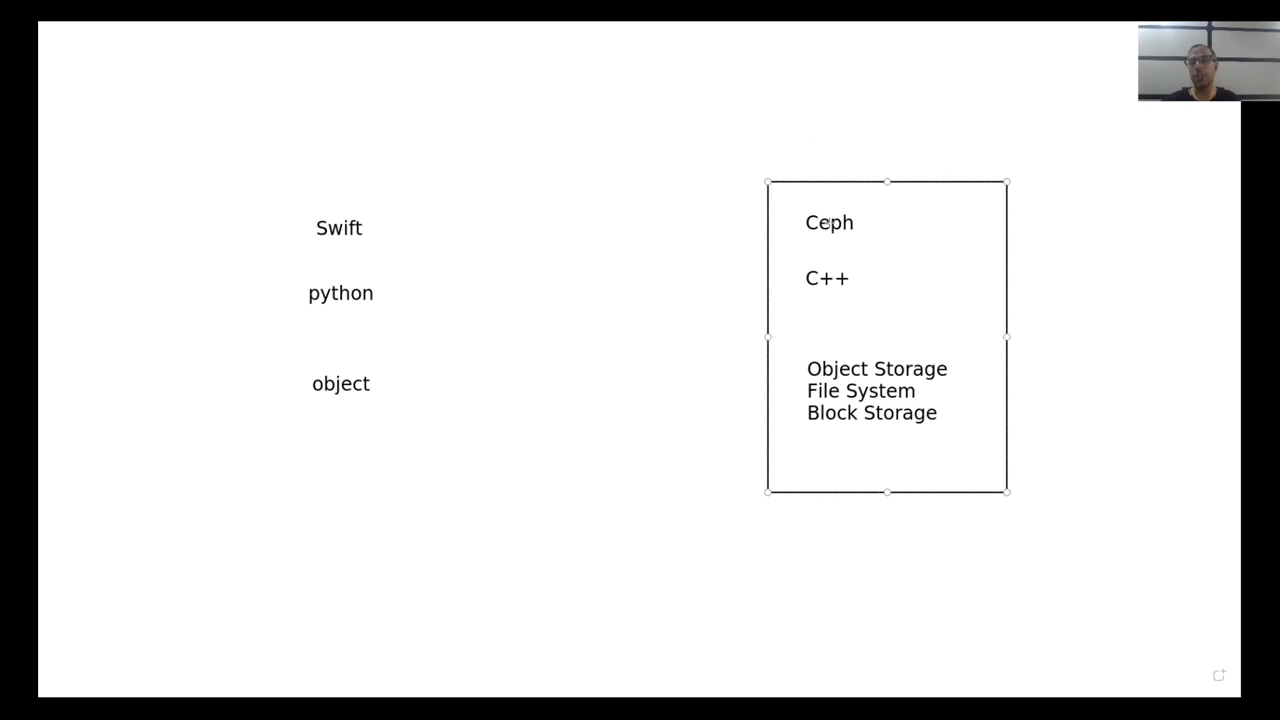 Swift
python
object
Ceph
C++
Object Storage
File System
Block Storage